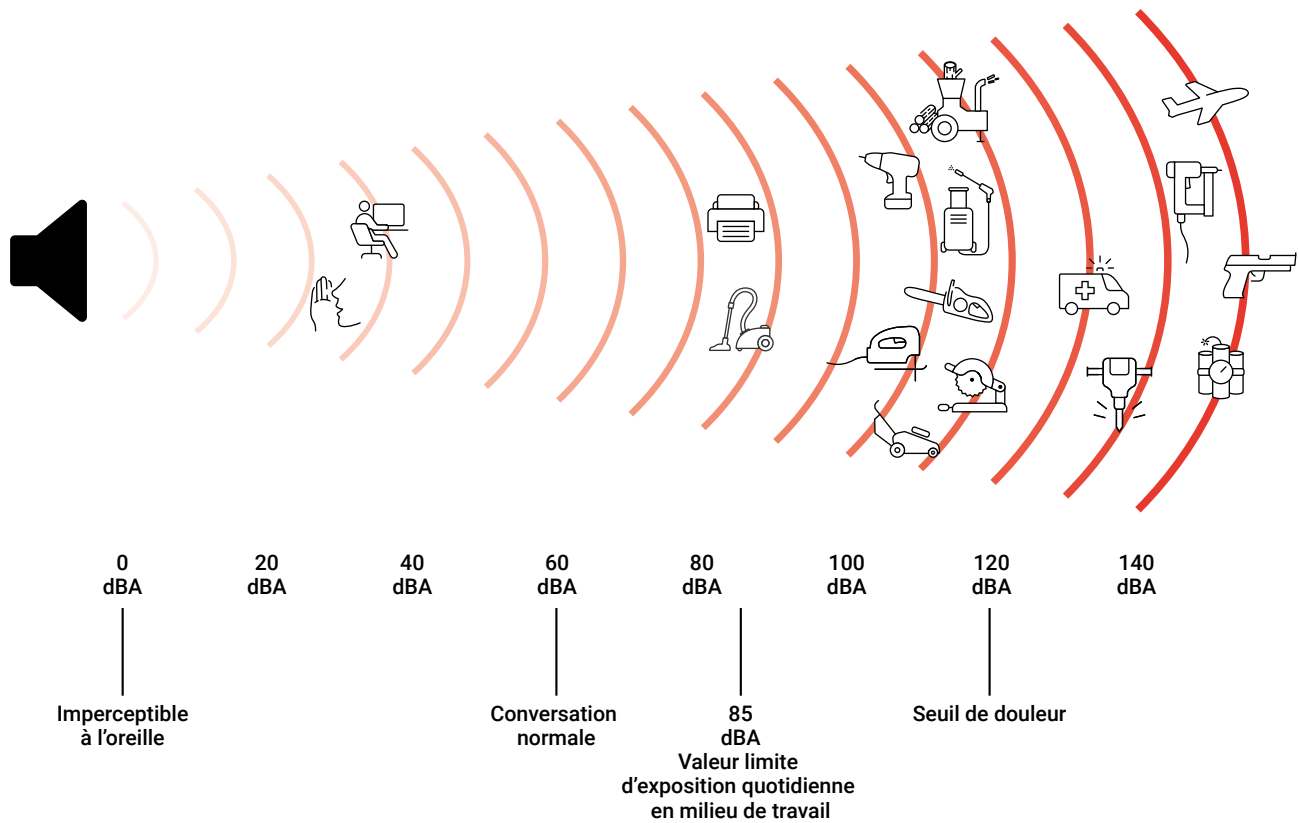 0
dBA
20
dBA
40
dBA
60
dBA
80
dBA
100
dBA
120
dBA
140
dBA
Imperceptible
à l’oreille
Conversation
normale
85
dBA
Valeur limite
d’exposition quotidienne
en milieu de travail
Seuil de douleur